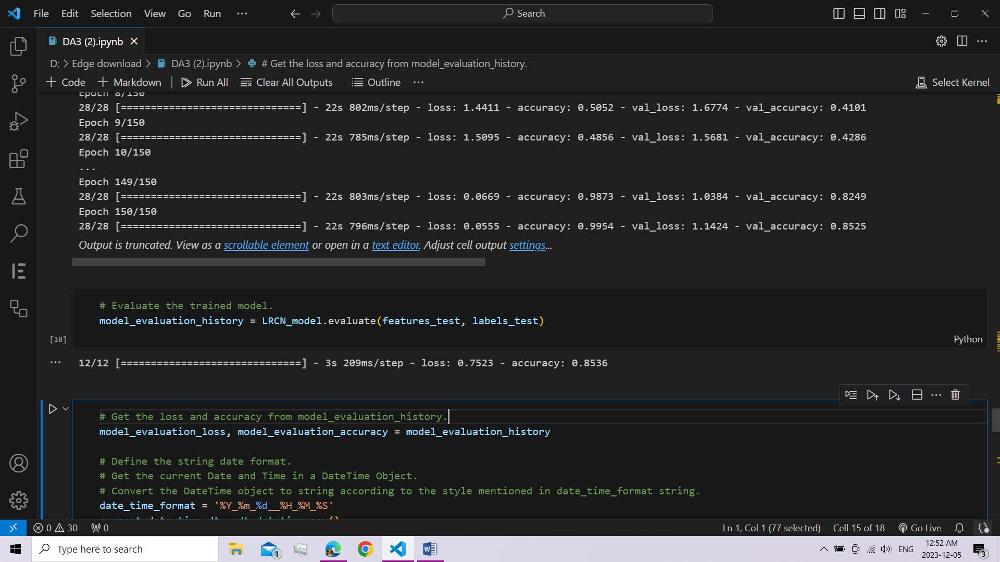 File Edit Selection View Go Run ··· Search
DA3 (2).ipynb
D: > Edge download > DA3 (2).ipynb > # Get the loss and accuracy from model_evaluation_history.
+ Code + Markdown | Run All Clear All Outputs | Outline ··· Select Kernel
Epoch 8/150
28/28 [==============================] - 22s 802ms/step - loss: 1.4411 - accuracy: 0.5052 - val_loss: 1.6774 - val_accuracy: 0.4101
Epoch 9/150
28/28 [==============================] - 22s 785ms/step - loss: 1.5095 - accuracy: 0.4856 - val_loss: 1.5681 - val_accuracy: 0.4286
Epoch 10/150
...
Epoch 149/150
28/28 [==============================] - 22s 803ms/step - loss: 0.0669 - accuracy: 0.9873 - val_loss: 1.0384 - val_accuracy: 0.8249
Epoch 150/150
28/28 [==============================] - 22s 796ms/step - loss: 0.0555 - accuracy: 0.9954 - val_loss: 1.1424 - val_accuracy: 0.8525
Output is truncated. View as a scrollable element or open in a text editor. Adjust cell output settings...
# Evaluate the trained model.
model_evaluation_history = LRCN_model.evaluate(features_test, labels_test)
[18] Python
··· 12/12 [==============================] - 3s 209ms/step - loss: 0.7523 - accuracy: 0.8536
# Get the loss and accuracy from model_evaluation_history.
model_evaluation_loss, model_evaluation_accuracy = model_evaluation_history
# Define the string date format.
# Get the current Date and Time in a DateTime Object.
# Convert the DateTime object to string according to the style mentioned in date_time_format string.
date_time_format = '%Y_%m_%d__%H_%M_%S'
current_date_time_dt = dt.datetime.now()
0 30 0 Ln 1, Col 1 (77 selected) Cell 15 of 18 Go Live
Type here to search 1 ENG 12:52 AM
2023-12-05 3